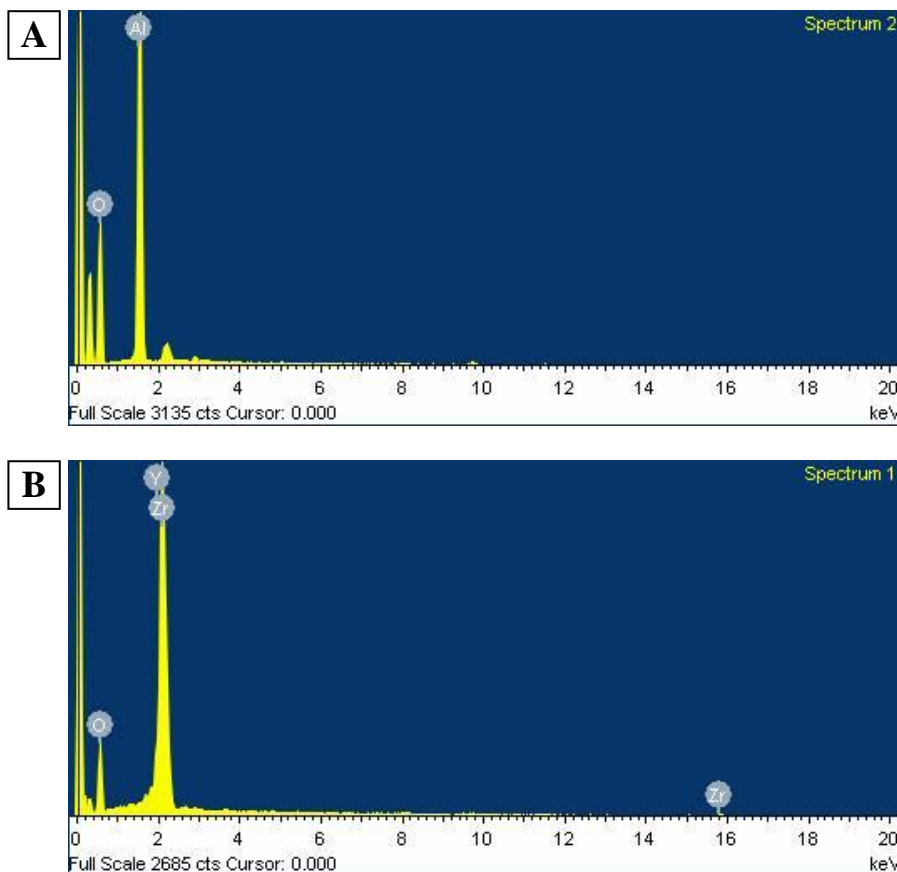 A
Spectrum 2
Al
O
0 2 4 6 8 10 12 14 16 18 20
Full Scale 3135 cts Cursor: 0.000 keV
B
Spectrum 1
Y
Zr
O
Zr
0 2 4 6 8 10 12 14 16 18 20
Full Scale 2685 cts Cursor: 0.000 keV